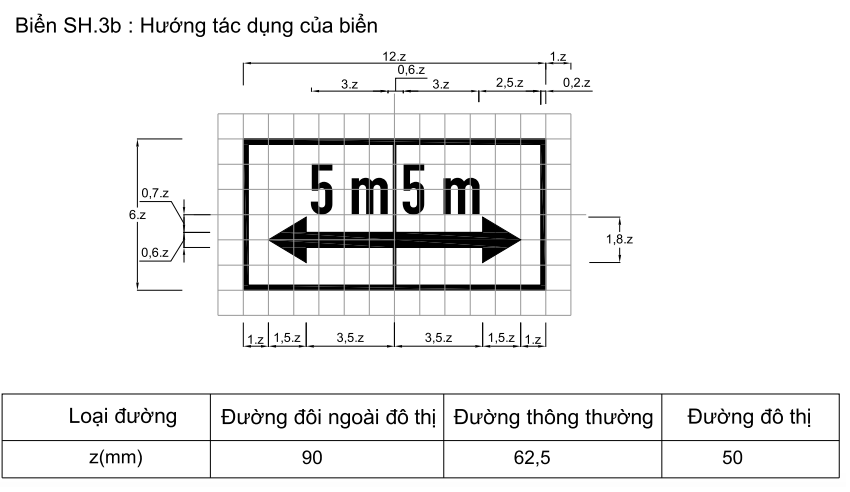 Biển SH.3b : Hướng tác dụng của biển
12.z
1.z
0,6.z
3.z
3.z
2,5.z
0,2.z
5 m 5 m
0,7.z
6.z
0,6.z
1,8.z
1.z 1,5.z 3,5.z 3,5.z 1,5.z 1.z
Loại đường Đường đôi ngoài đô thị Đường thông thường Đường đô thị
z(mm) 90 62,5 50